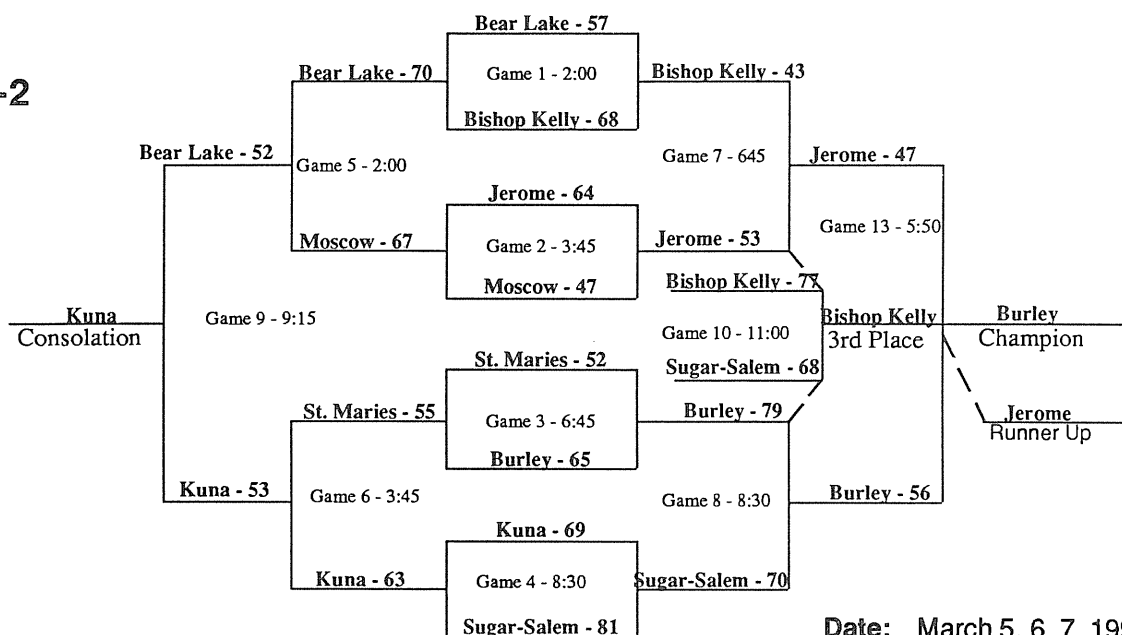 -2
Bear Lake - 57
Game 1 - 2:00
Bishop Kelly - 68
Bear Lake - 70
Bishop Kelly - 43
Bear Lake - 52
Game 5 - 2:00
Game 7 - 645
Jerome - 47
Jerome - 64
Game 2 - 3:45
Moscow - 47
Moscow - 67
Jerome - 53
Game 13 - 5:50
Bishop Kelly - 77
Game 10 - 11:00
Sugar-Salem - 68
Kuna
Consolation
Game 9 - 9:15
Bishop Kelly
3rd Place
Burley
Champion
St. Maries - 52
Game 3 - 6:45
Burley - 65
St. Maries - 55
Burley - 79
Jerome
Runner Up
Kuna - 53
Game 6 - 3:45
Game 8 - 8:30
Burley - 56
Kuna - 69
Game 4 - 8:30
Sugar-Salem - 81
Kuna - 63
Sugar-Salem - 70
Date: March 5, 6, 7,